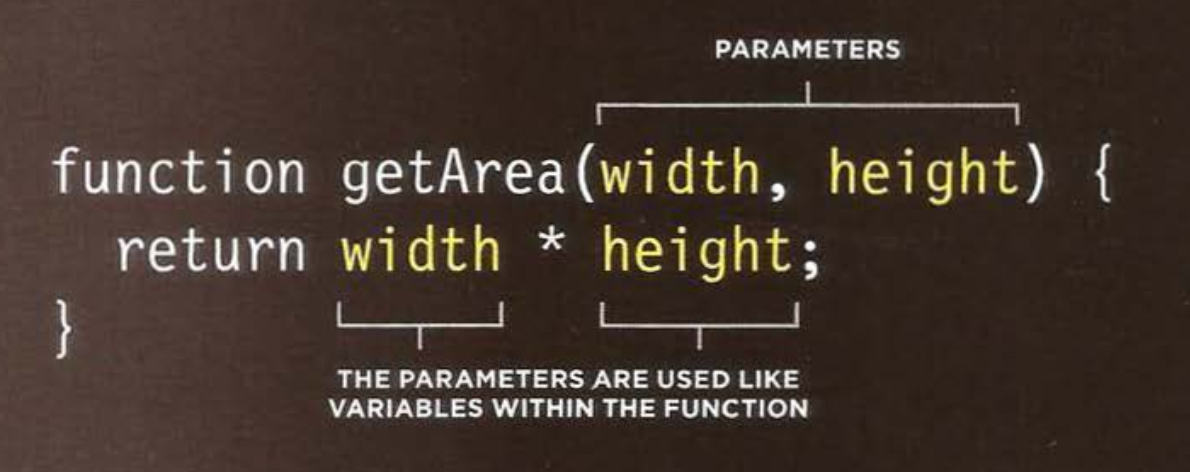 PARAMETERS
function getArea(width, height) {
return width * height;
}
THE PARAMETERS ARE USED LIKE
VARIABLES WITHIN THE FUNCTION